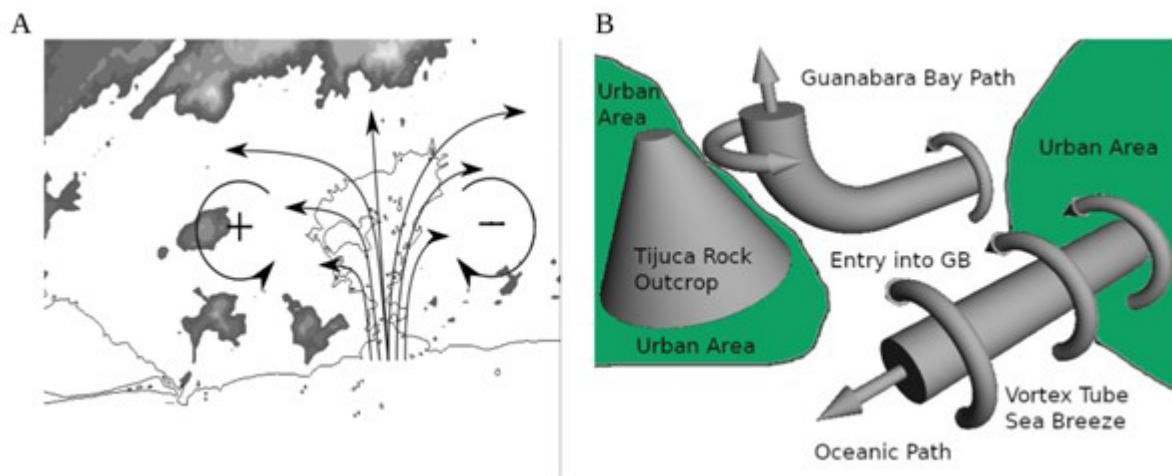 A
+
−
B
Guanabara Bay Path
Urban
Area
Urban Area
Tijuca Rock
Outcrop
Entry into GB
Urban Area
Vortex Tube
Sea Breeze
Oceanic Path